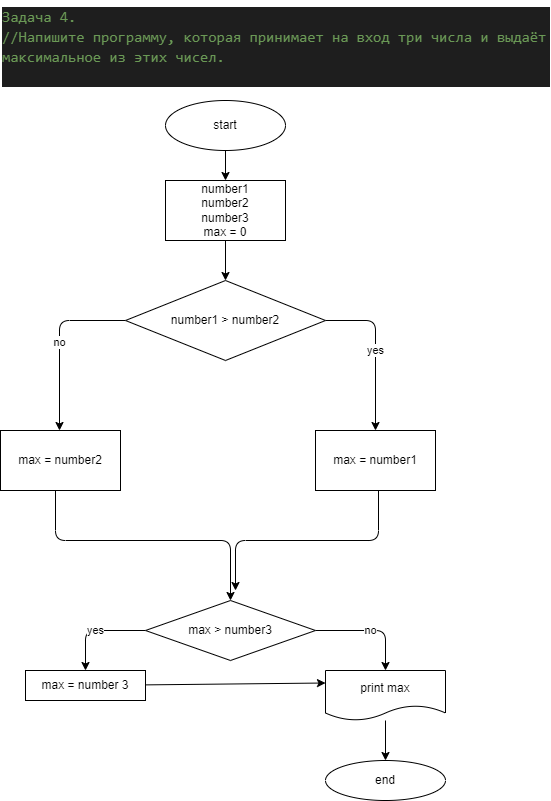 Задача 4.
//Напишите программу, которая принимает на вход три числа и выдаёт
максимальное из этих чисел.
start
number1
number2
number3
max = 0
number1 > number2
no
yes
max = number2
max = number1
max > number3
yes
no
max = number 3
print max
end